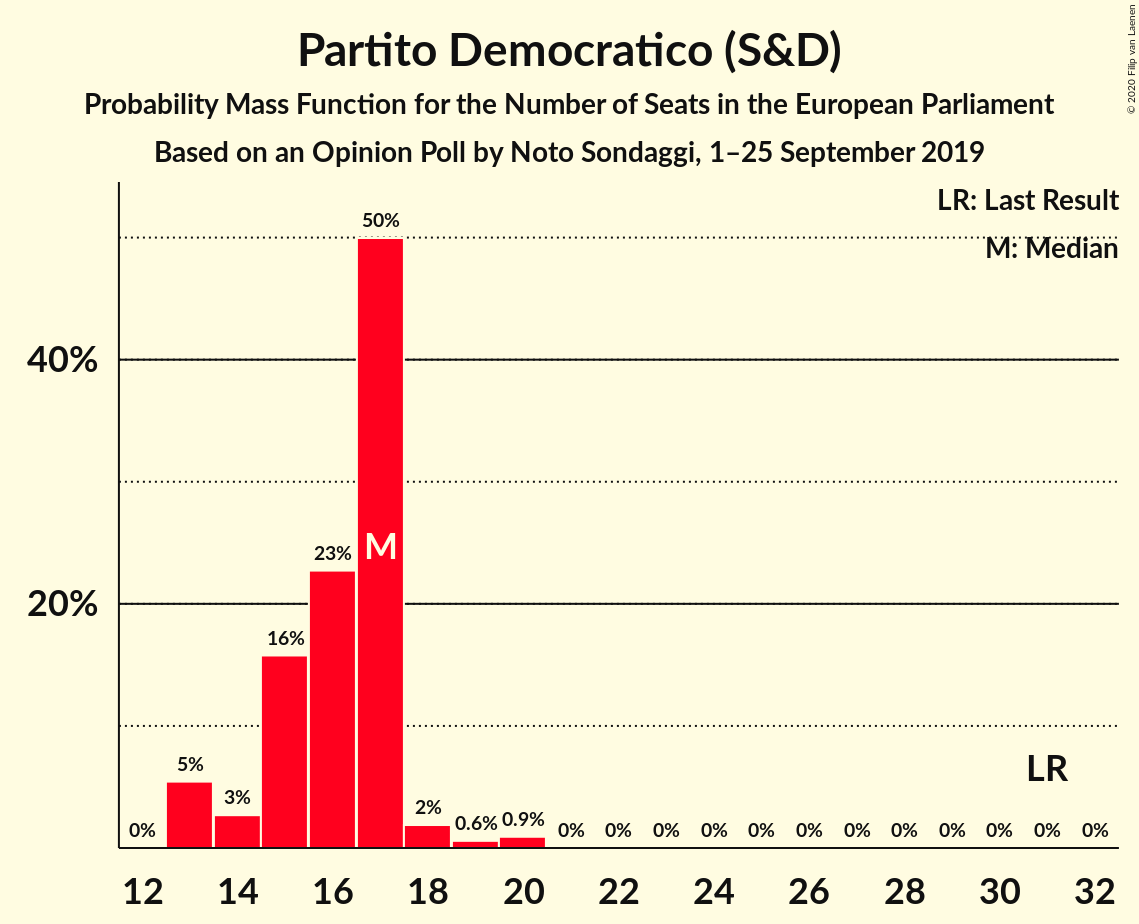 Partito Democratico (S&D)
Probability Mass Function for the Number of Seats in the European Parliament
Based on an Opinion Poll by Noto Sondaggi, 1–25 September 2019
© 2020 Filip van Laenen
LR: Last Result
M: Median
40%
20%
0% 5% 3% 16% 23% 50% 2% 0.6% 0.9% 0% 0% 0% 0% 0% 0% 0% 0% 0% 0% 0% 0%
M
LR
12 14 16 18 20 22 24 26 28 30 32